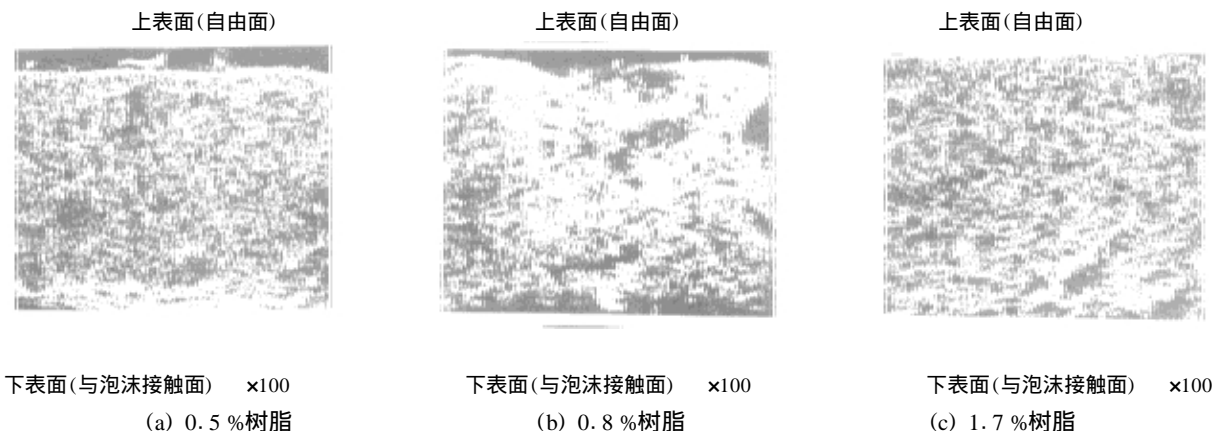 上表面(自由面) 上表面(自由面) 上表面(自由面)
下表面(与泡沫接触面) ×100 下表面(与泡沫接触面) ×100 下表面(与泡沫接触面) ×100
(a) 0.5 %树脂 (b) 0.8 %树脂 (c) 1.7 %树脂